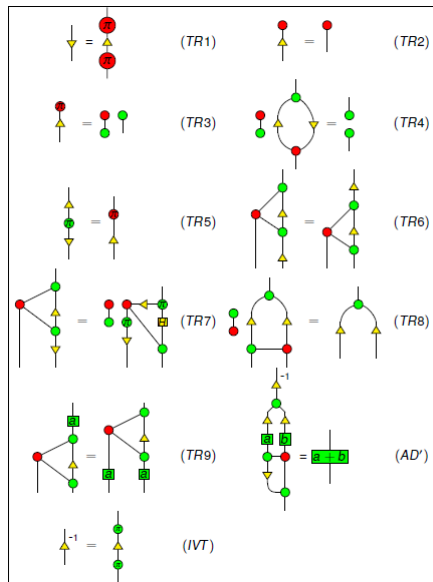 π
= π (TR1) = (TR2)
π = (TR3) = (TR4)
π = π (TR5) = (TR6)
= π π H (TR7) = (TR8)
a = a a (TR9) -1 a b = a + b (AD′)
-1 = π π (IVT)